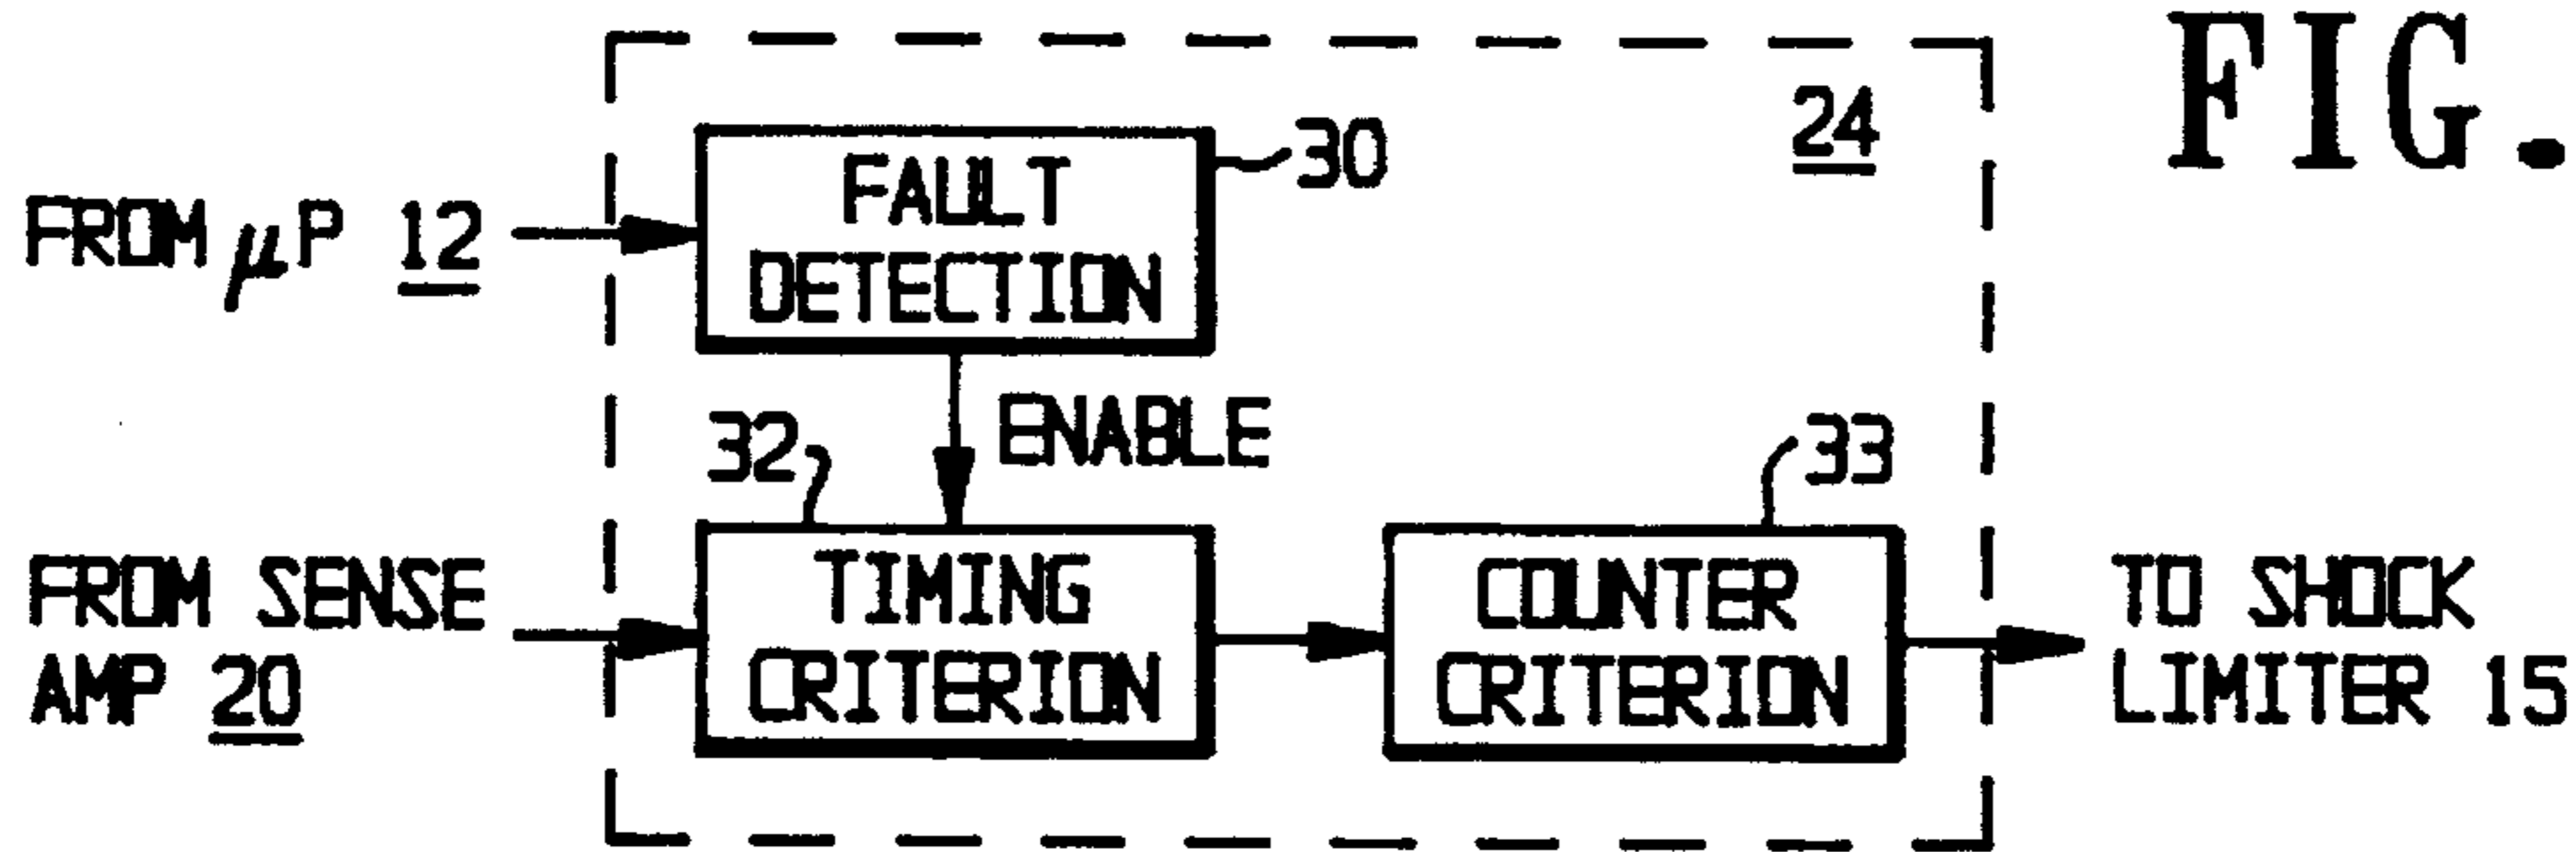 FIG.
24
FAULT
DETECTION
30
FROM μP 12
ENABLE
32
33
FROM SENSE
AMP 20
TIMING
CRITERION
COUNTER
CRITERION
TO SHOCK
LIMITER 15